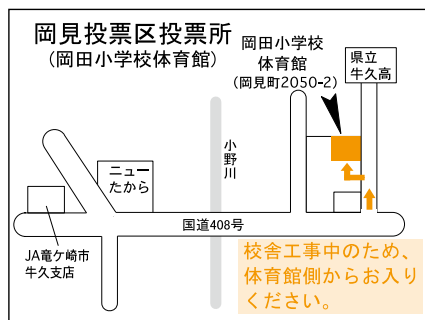 岡見投票区投票所
(岡田小学校体育館)
岡田小学校
体育館
(岡見町2050-2)
県立
牛久高
小野川
ニュー
たから
国道408号
JA竜ケ崎市
牛久支店
校舎工事中のため、
体育館側からお入り
ください。